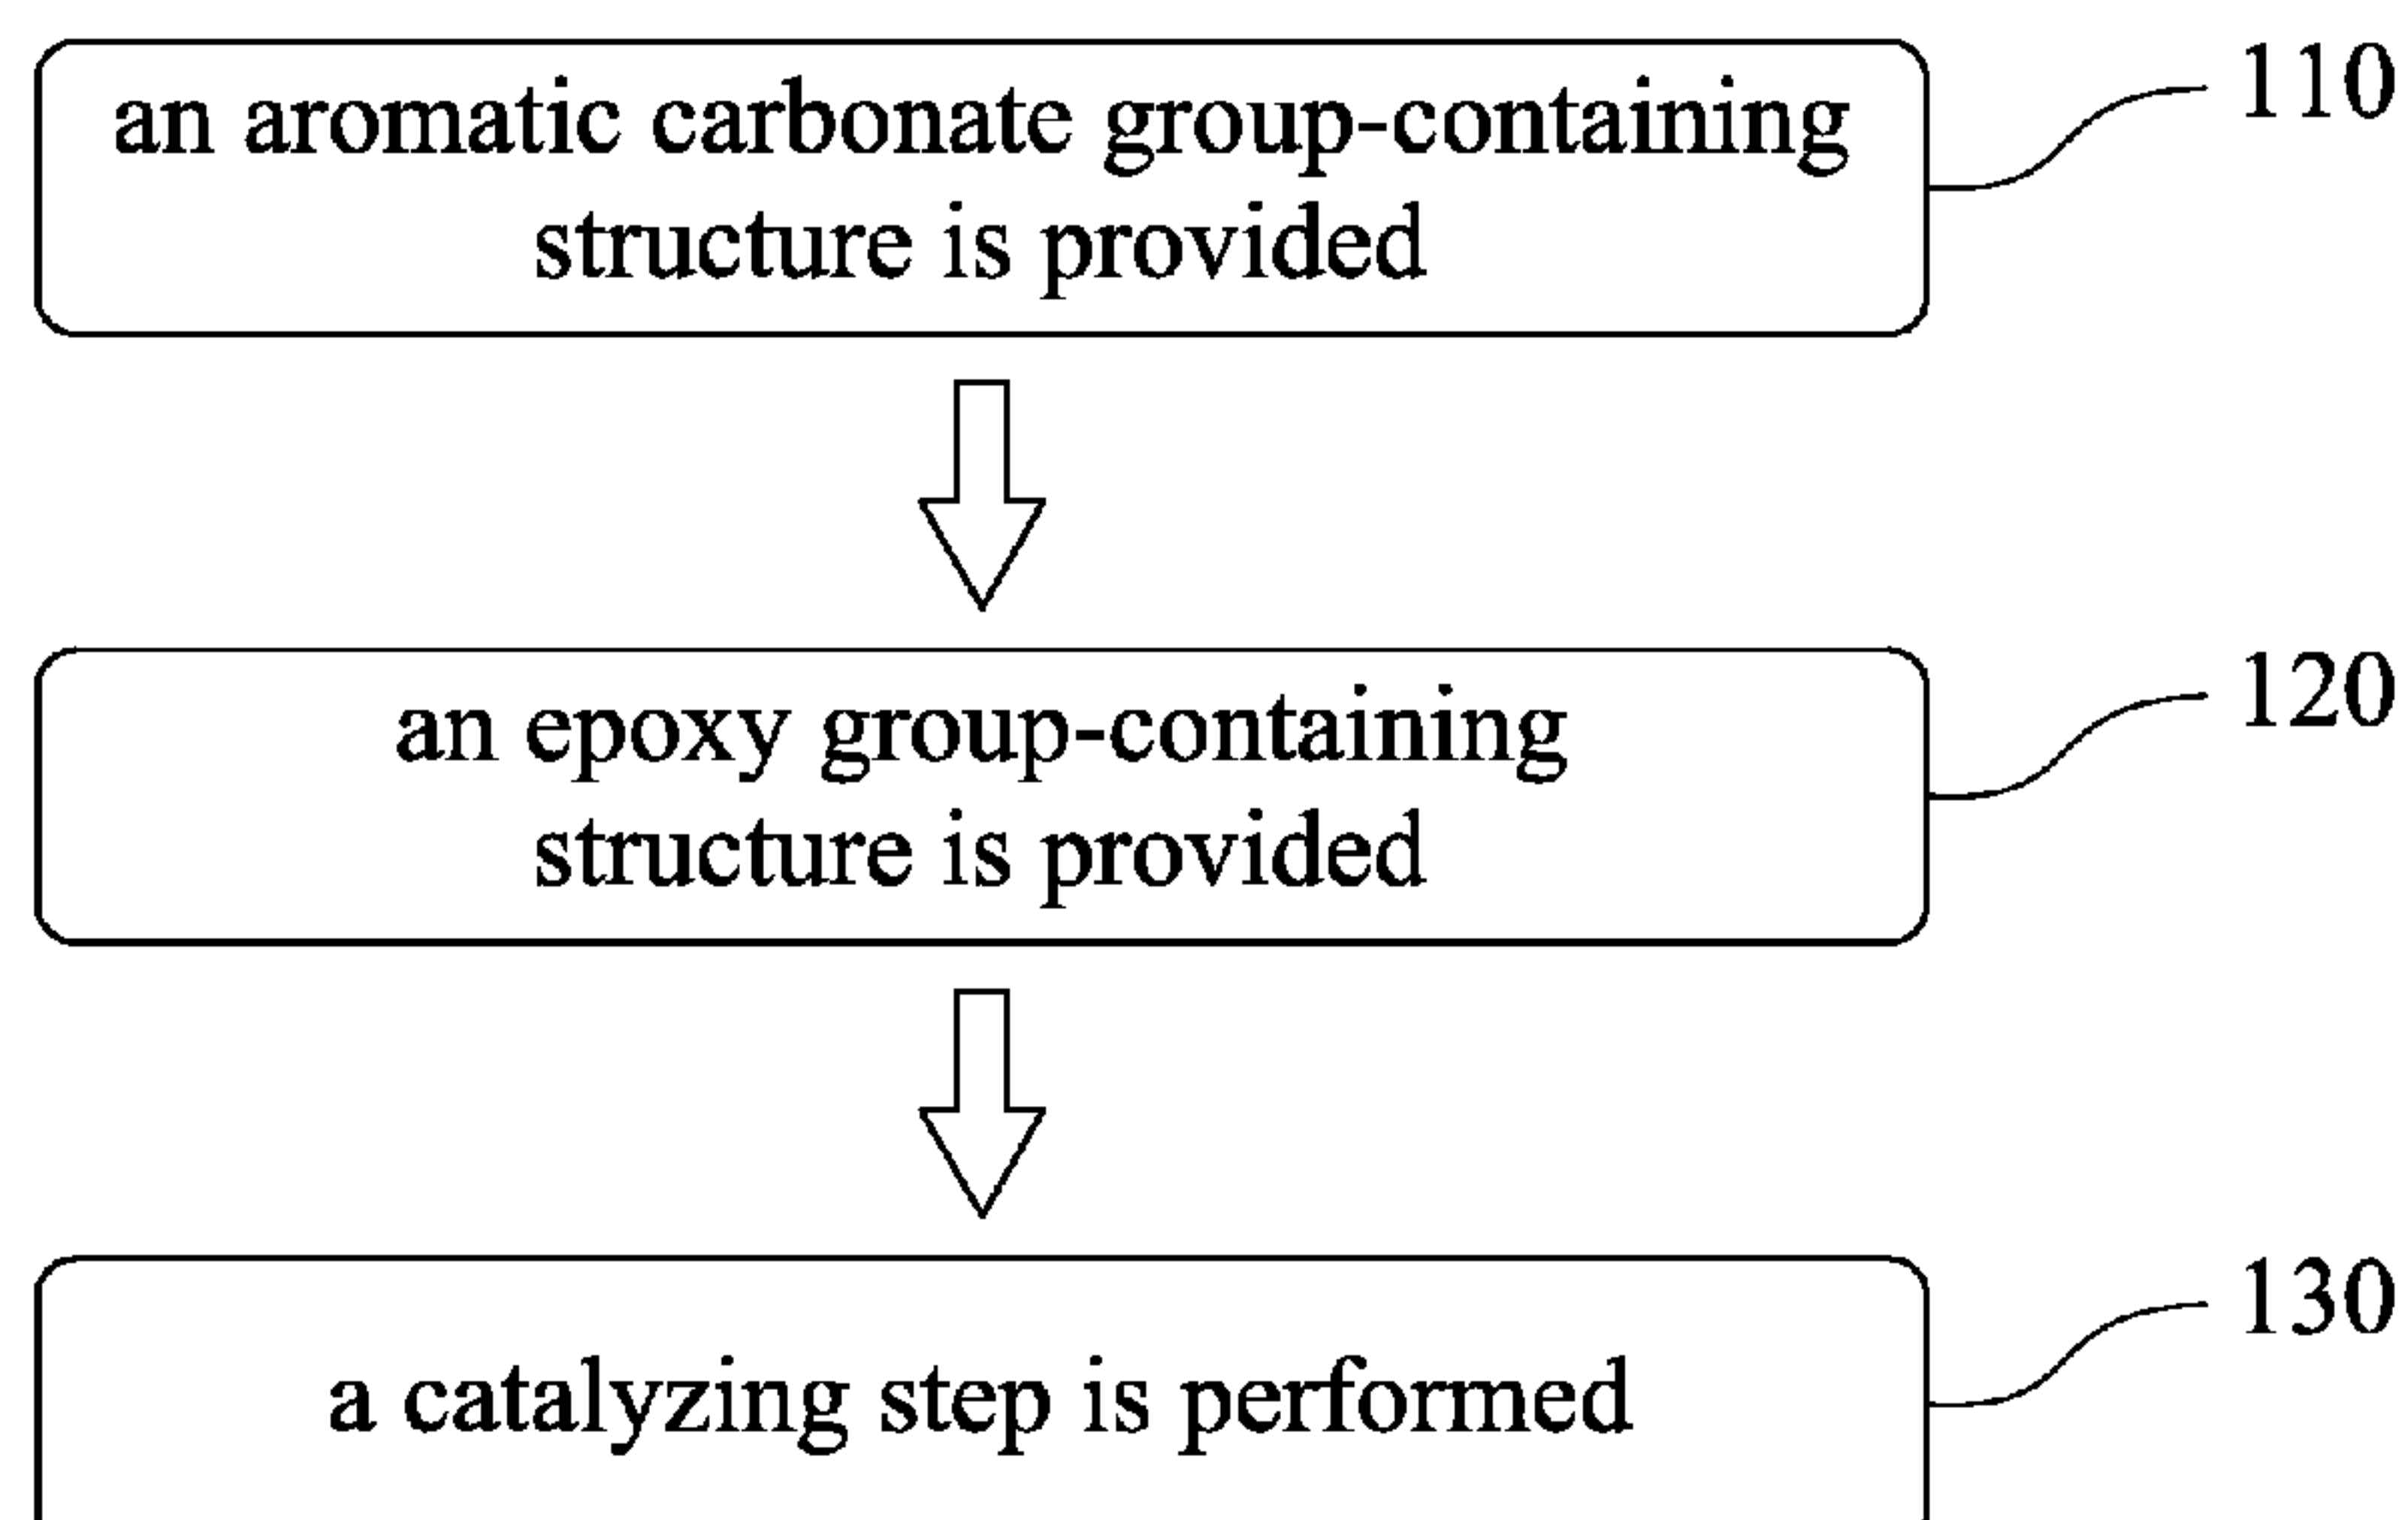 an aromatic carbonate group-containing
structure is provided
110
an epoxy group-containing
structure is provided
120
a catalyzing step is performed
130